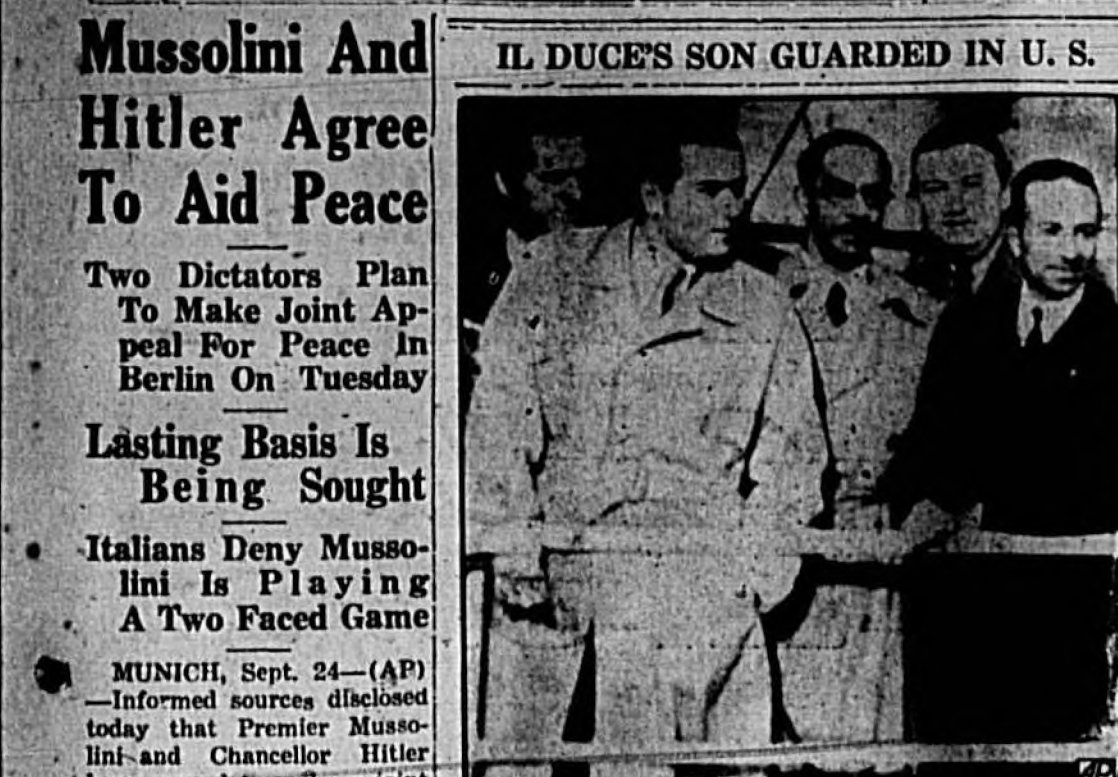 Mussolini And
Hitler Agree
To Aid Peace
Two Dictators Plan
To Make Joint Ap-
peal For Peace In
Berlin On Tuesday
Lasting Basis Is
Being Sought
Italians Deny Musso-
lini Is Playing
A Two Faced Game
MUNICH, Sept. 24—(AP)
—Informed sources disclosed
today that Premier Musso-
lini and Chancellor Hitler
IL DUCE'S SON GUARDED IN U. S.